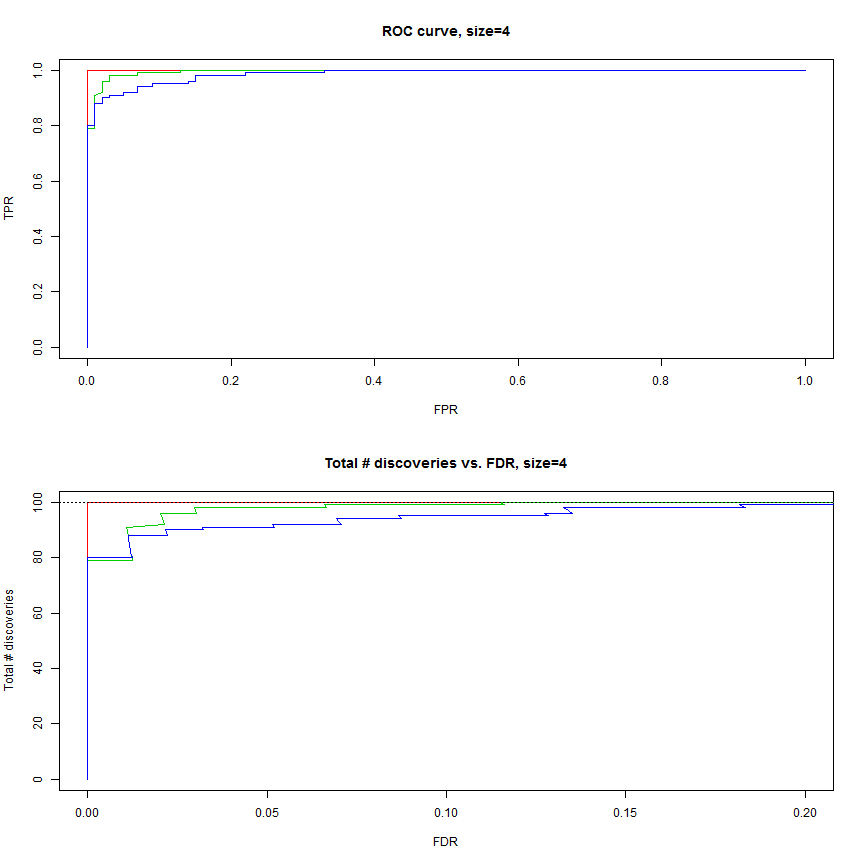 ROC curve, size=4
1.0
0.8
0.6
0.4
0.2
0.0
TPR
0.0 0.2 0.4 0.6 0.8 1.0
FPR
Total # discoveries vs. FDR, size=4
100
80
60
40
20
0
Total # discoveries
0.00 0.05 0.10 0.15 0.20
FDR